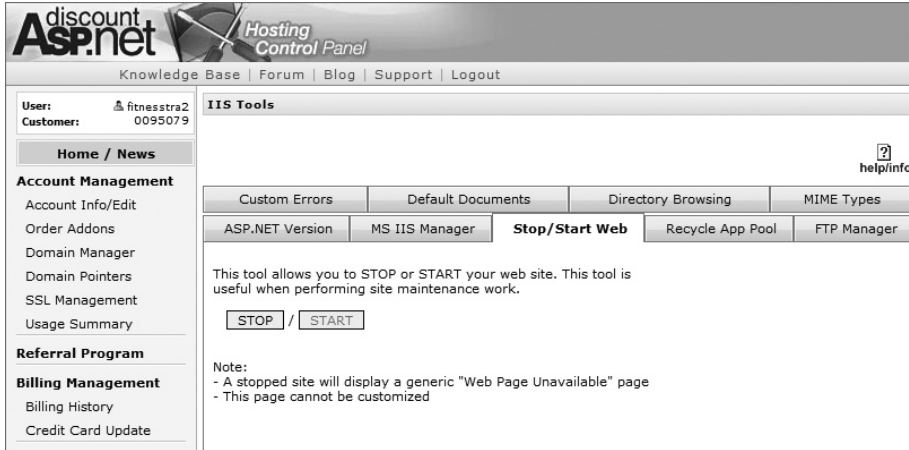 discount
ASP.net
Hosting
Control Panel
Knowledge Base | Forum | Blog | Support | Logout
User: fitnesstra2
Customer: 0095079
Home / News
Account Management
Account Info/Edit
Order Addons
Domain Manager
Domain Pointers
SSL Management
Usage Summary
Referral Program
Billing Management
Billing History
Credit Card Update
IIS Tools
help/info
Custom Errors Default Documents Directory Browsing MIME Types
ASP.NET Version MS IIS Manager Stop/Start Web Recycle App Pool FTP Manager
This tool allows you to STOP or START your web site. This tool is
useful when performing site maintenance work.
STOP / START
Note:
- A stopped site will display a generic "Web Page Unavailable" page
- This page cannot be customized